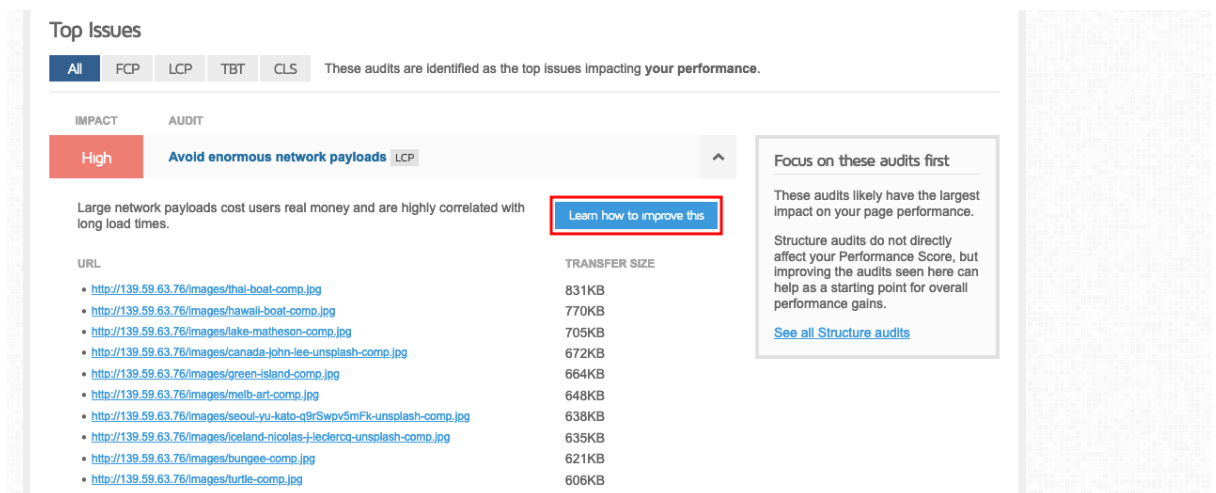 Top Issues
All FCP LCP TBT CLS These audits are identified as the top issues impacting your performance.
IMPACT AUDIT
High Avoid enormous network payloads LCP
Large network payloads cost users real money and are highly correlated with
long load times.
Learn how to improve this
URL TRANSFER SIZE
• http://139.59.63.76/images/thai-boat-comp.jpg 831KB
• http://139.59.63.76/images/hawaii-boat-comp.jpg 770KB
• http://139.59.63.76/images/lake-matheson-comp.jpg 705KB
• http://139.59.63.76/images/canada-john-lee-unsplash-comp.jpg 672KB
• http://139.59.63.76/images/green-island-comp.jpg 664KB
• http://139.59.63.76/images/melb-art-comp.jpg 648KB
• http://139.59.63.76/images/seoul-yu-kato-q9rSwpv5mFk-unsplash-comp.jpg 638KB
• http://139.59.63.76/images/iceland-nicolas-j-leclercq-unsplash-comp.jpg 635KB
• http://139.59.63.76/images/bungee-comp.jpg 621KB
• http://139.59.63.76/images/turtle-comp.jpg 606KB
Focus on these audits first
These audits likely have the largest
impact on your page performance.
Structure audits do not directly
affect your Performance Score, but
improving the audits seen here can
help as a starting point for overall
performance gains.
See all Structure audits